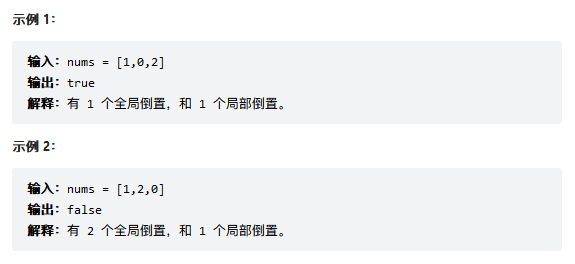 示例 1：
输入：nums = [1,0,2]
输出：true
解释：有 1 个全局倒置，和 1 个局部倒置。
示例 2：
输入：nums = [1,2,0]
输出：false
解释：有 2 个全局倒置，和 1 个局部倒置。